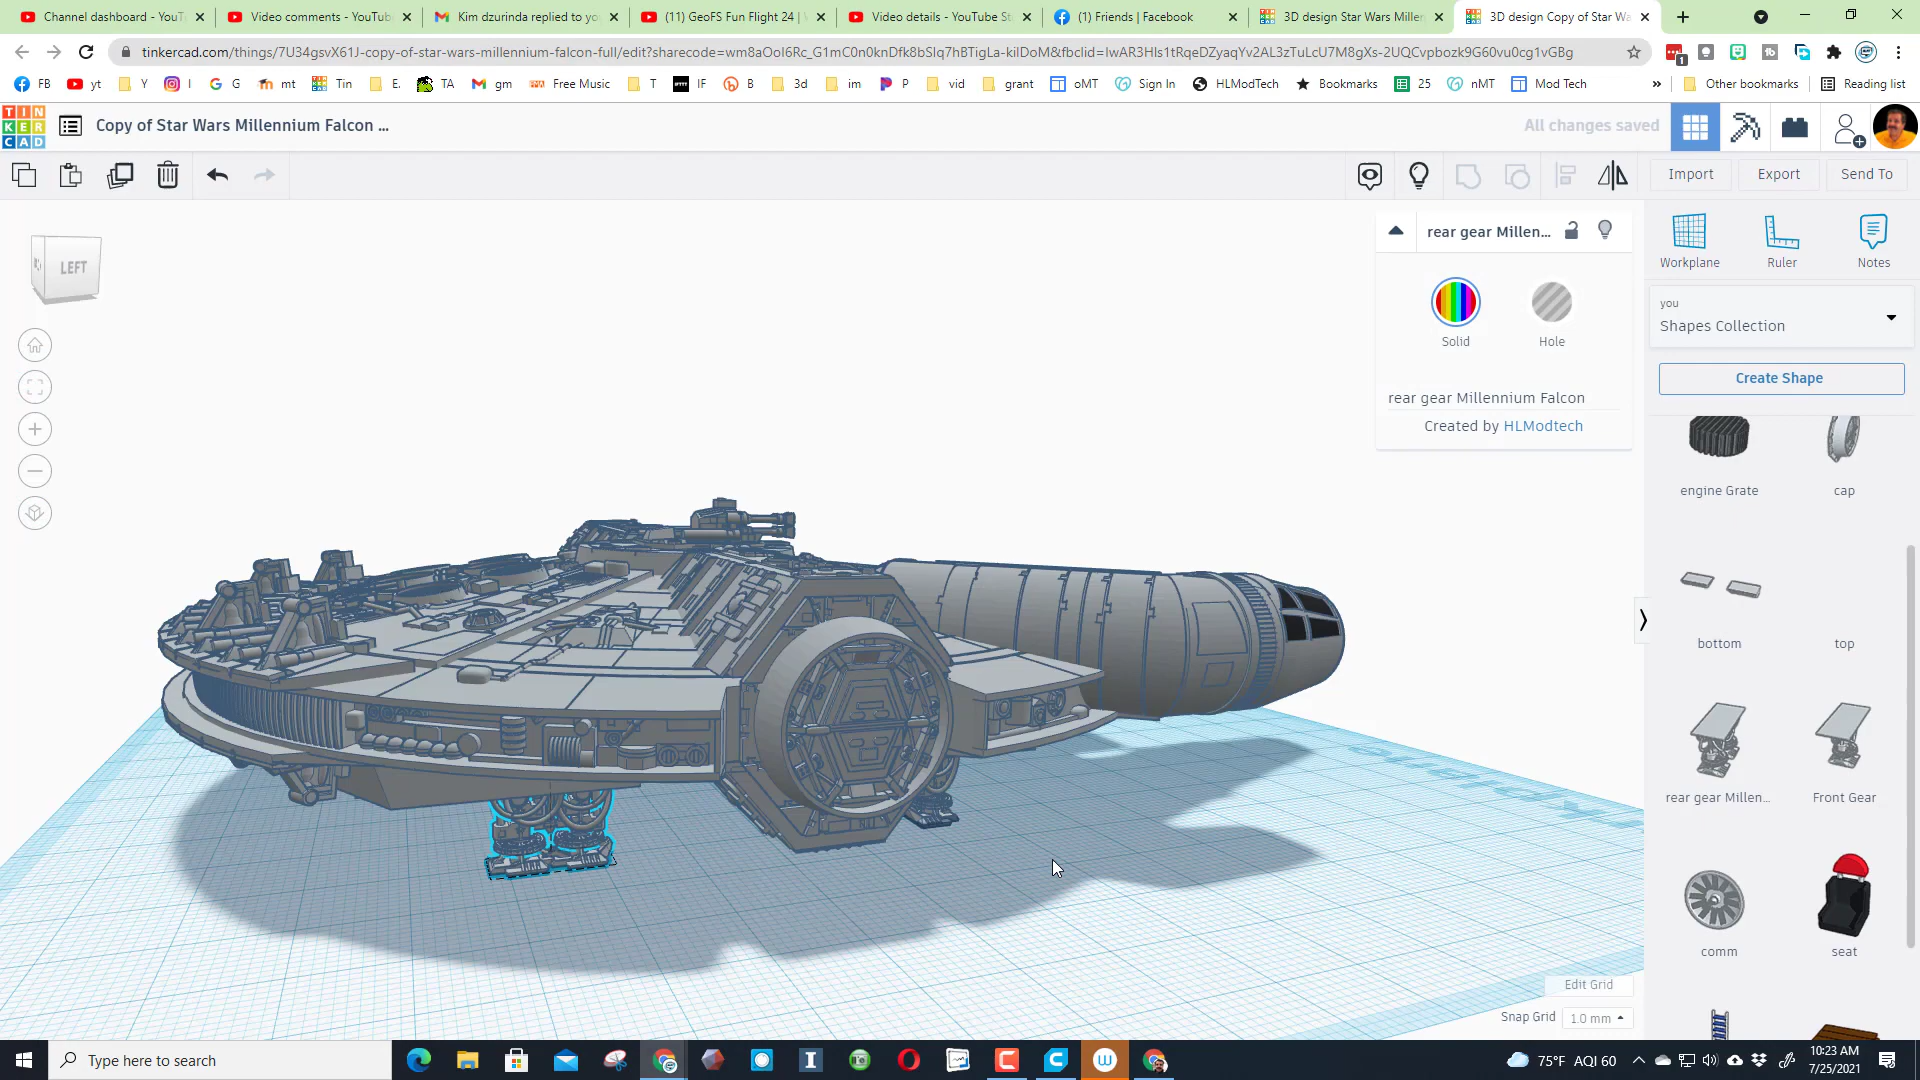 Channel dashboard - YouT
Video comments - YouTub
Kim dzurinda replied to yo
(11) GeoFS Fun Flight 24 |
Video details - YouTube St
(1) Friends | Facebook
3D design Star Wars Millen
3D design Copy of Star Wa
tinkercad.com/things/7U34gsvX61J-copy-of-star-wars-millennium-falcon-full/edit?sharecode=wm8aOoI6Rc_G1mC0n0knDfk8bSlq7hBTigLa-kilDoM&fbclid=IwAR3HIs1tRqeDZyaqYv2AL3zTuLcU7M8gXs-2UQCvpbozk9G60vu0cg1vGBg
1
FB
yt
Y
I
G
mt
Tin
E.
TA
gm
Free Music
T
IF
B
3d
im
P
vid
grant
oMT
Sign In
HLModTech
Bookmarks
25
nMT
Mod Tech
»
Other bookmarks
Reading list
TIN
KER
CAD
Copy of Star Wars Millennium Falcon ...
All changes saved
Import
Export
Send To
LEFT
rear gear Millen...
Solid
Hole
rear gear Millennium Falcon
Created by HLModtech
Workplane
Ruler
Notes
you
Shapes Collection
Create Shape
engine Grate
cap
bottom
top
rear gear Millen...
Front Gear
comm
seat
Edit Grid
Snap Grid
1.0 mm
Type here to search
75°F AQI 60
10:23 AM
7/25/2021